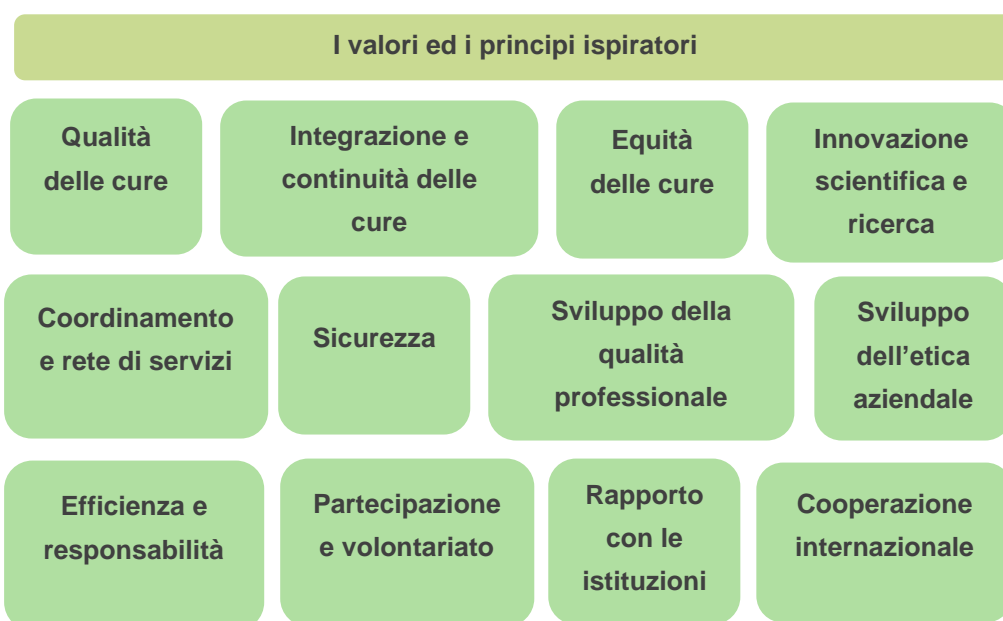 I valori ed i principi ispiratori
Qualità
delle cure
Integrazione e
continuità delle
cure
Equità
delle cure
Innovazione
scientifica e
ricerca
Coordinamento
e rete di servizi
Sicurezza
Sviluppo della
qualità
professionale
Sviluppo
dell’etica
aziendale
Efficienza e
responsabilità
Partecipazione
e volontariato
Rapporto
con le
istituzioni
Cooperazione
internazionale